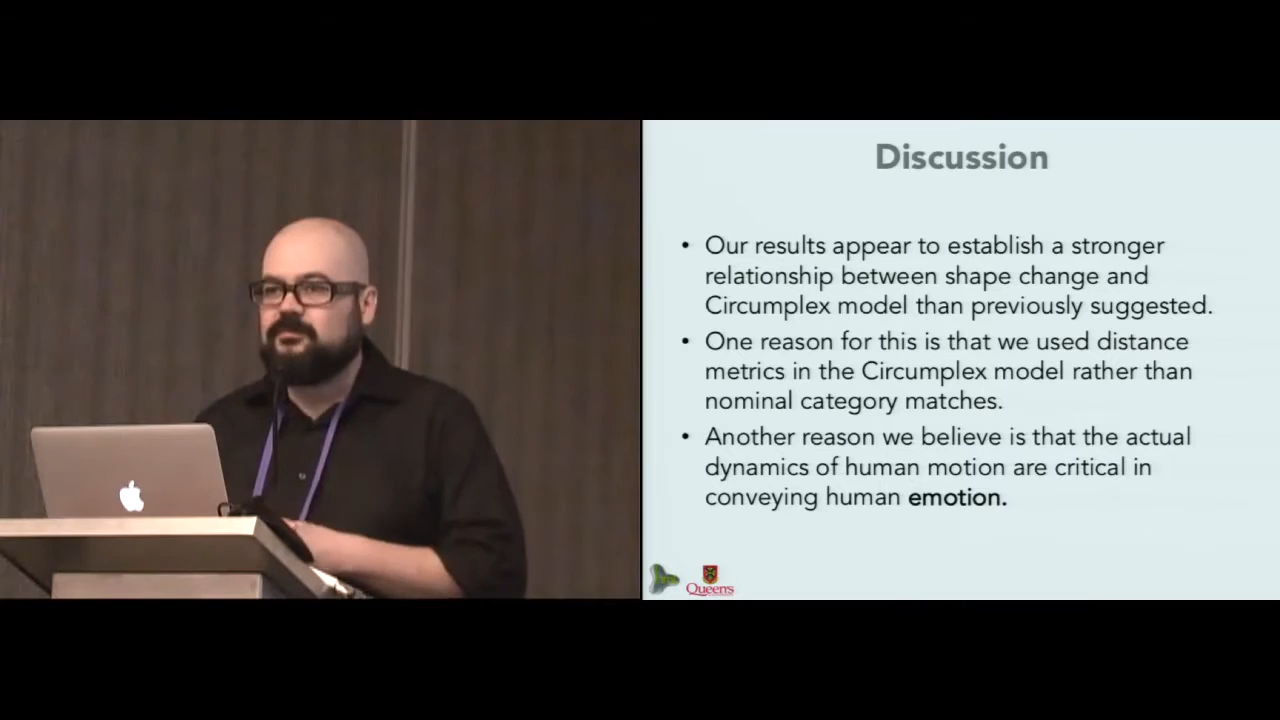 Discussion
• Our results appear to establish a stronger
relationship between shape change and
Circumplex model than previously suggested.
• One reason for this is that we used distance
metrics in the Circumplex model rather than
nominal category matches.
• Another reason we believe is that the actual
dynamics of human motion are critical in
conveying human emotion.
Queen's